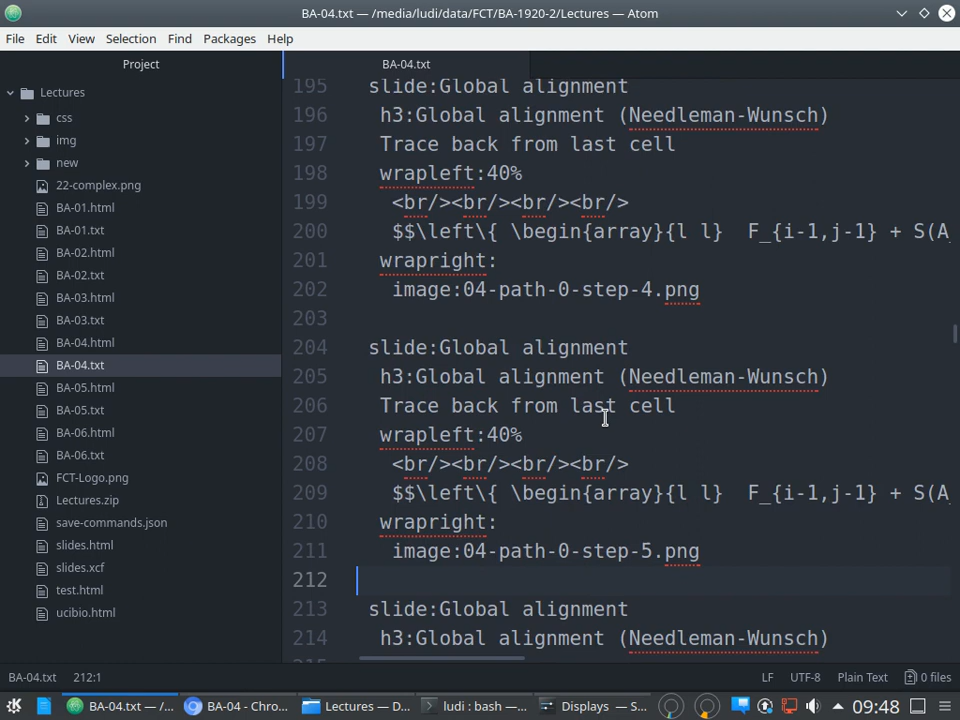 BA-04.txt — /media/ludi/data/FCT/BA-1920-2/Lectures — Atom
File Edit View Selection Find Packages Help
Project
Lectures
css
img
new
22-complex.png
BA-01.html
BA-01.txt
BA-02.html
BA-02.txt
BA-03.html
BA-03.txt
BA-04.html
BA-04.txt
BA-05.html
BA-05.txt
BA-06.html
BA-06.txt
FCT-Logo.png
Lectures.zip
save-commands.json
slides.html
slides.xcf
test.html
ucibio.html
BA-04.txt
195 slide:Global alignment
196 h3:Global alignment (Needleman-Wunsch)
197 Trace back from last cell
198 wrapleft:40%
199 <br/><br/><br/><br/>
200 $$\left\{ \begin{array}{l l}  F_{i-1,j-1} + S(A_
201 wrapright:
202 image:04-path-0-step-4.png
203
204 slide:Global alignment
205 h3:Global alignment (Needleman-Wunsch)
206 Trace back from last cell
207 wrapleft:40%
208 <br/><br/><br/><br/>
209 $$\left\{ \begin{array}{l l}  F_{i-1,j-1} + S(A_
210 wrapright:
211 image:04-path-0-step-5.png
212
213 slide:Global alignment
214 h3:Global alignment (Needleman-Wunsch)
BA-04.txt 212:1 LF UTF-8 Plain Text 0 files
BA-04.txt — /... BA-04 - Chro... Lectures — D... ludi : bash —... Displays — S... 09:48